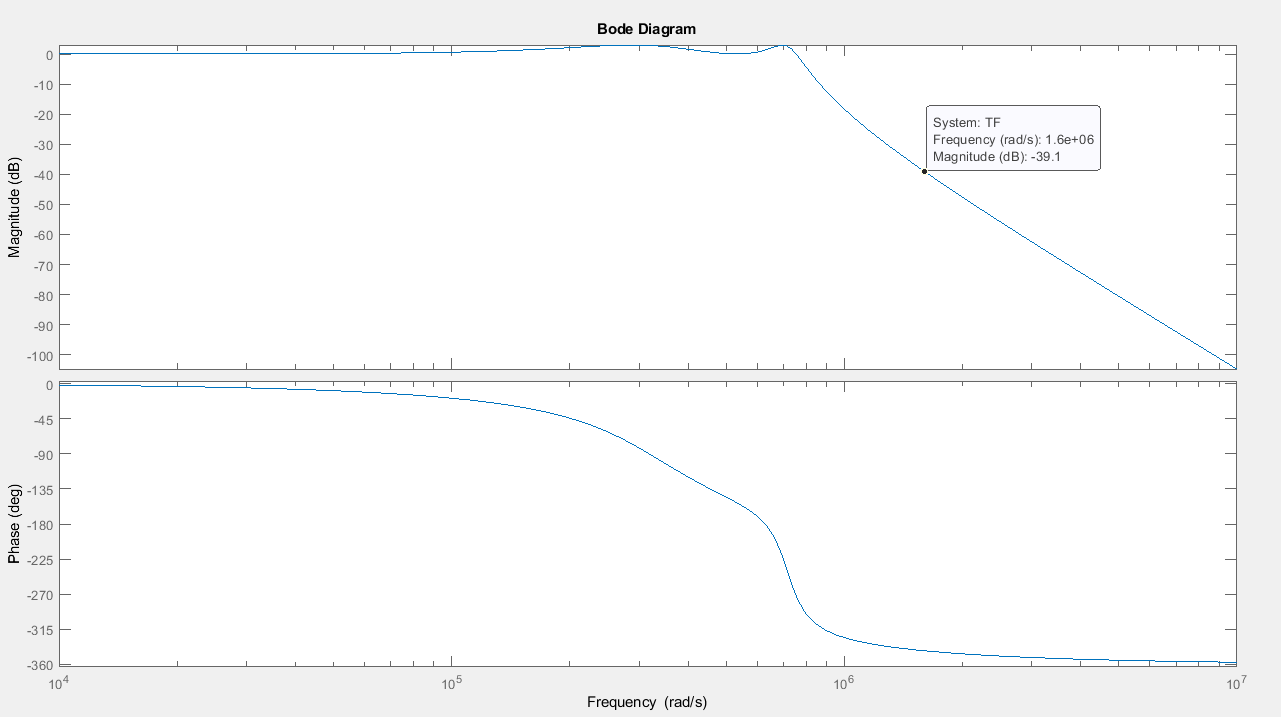 Bode Diagram
Magnitude (dB)
0
-10
-20
-30
-40
-50
-60
-70
-80
-90
-100
System: TF
Frequency (rad/s): 1.6e+06
Magnitude (dB): -39.1
Phase (deg)
0
-45
-90
-135
-180
-225
-270
-315
-360
10^4 10^5 10^6 10^7
Frequency (rad/s)